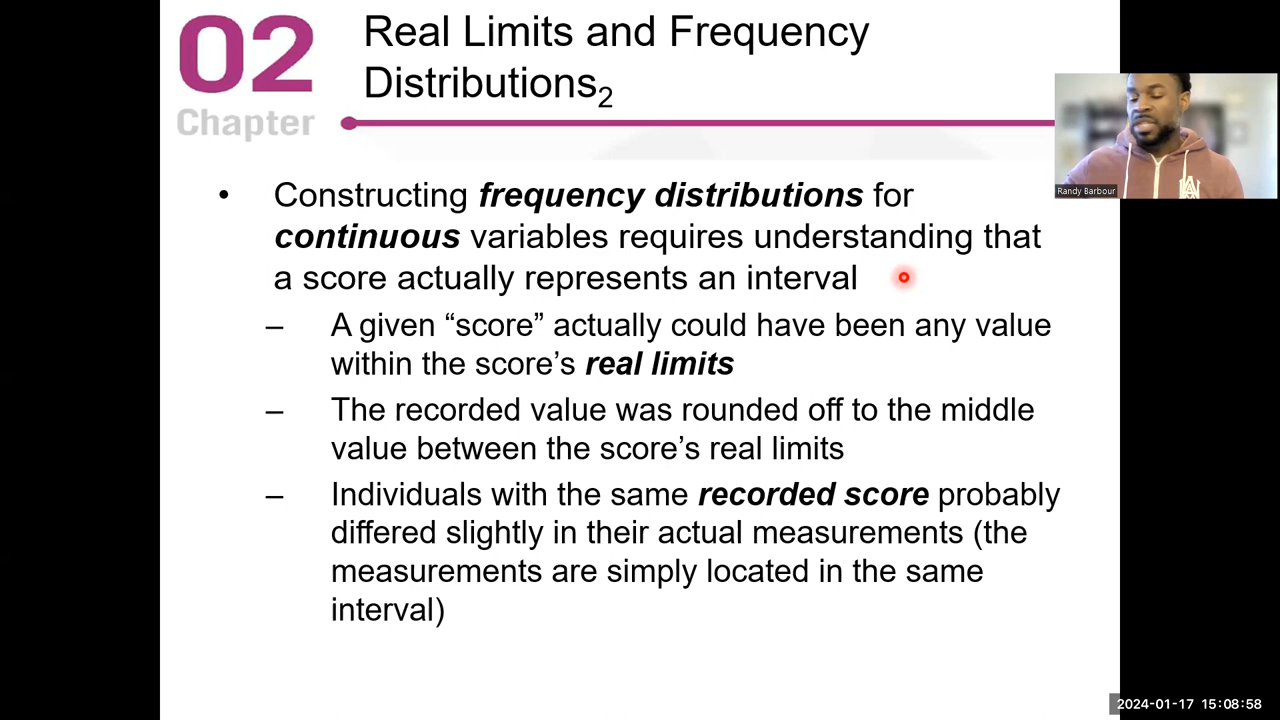 02
Chapter
Real Limits and Frequency
Distributions2
Randy Barbour
• Constructing frequency distributions for
continuous variables requires understanding that
a score actually represents an interval
– A given “score” actually could have been any value
within the score’s real limits
– The recorded value was rounded off to the middle
value between the score’s real limits
– Individuals with the same recorded score probably
differed slightly in their actual measurements (the
measurements are simply located in the same
interval)
2024-01-17 15:08:58